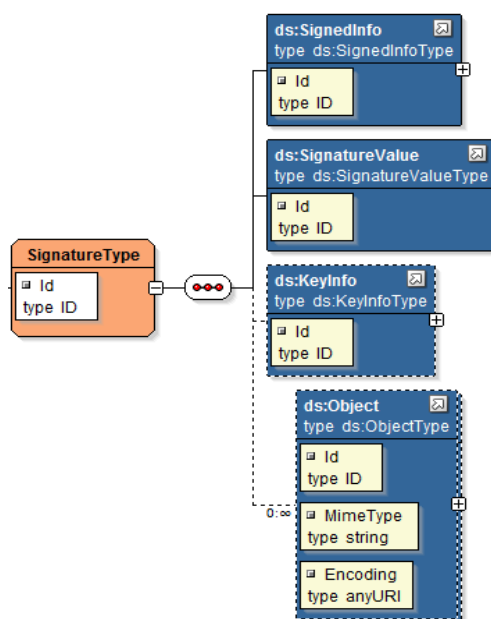 ds:SignedInfo
type ds:SignedInfoType
Id
type ID
ds:SignatureValue
type ds:SignatureValueType
Id
type ID
SignatureType
Id
type ID
ds:KeyInfo
type ds:KeyInfoType
Id
type ID
ds:Object
type ds:ObjectType
Id
type ID
0:∞
MimeType
type string
Encoding
type anyURI